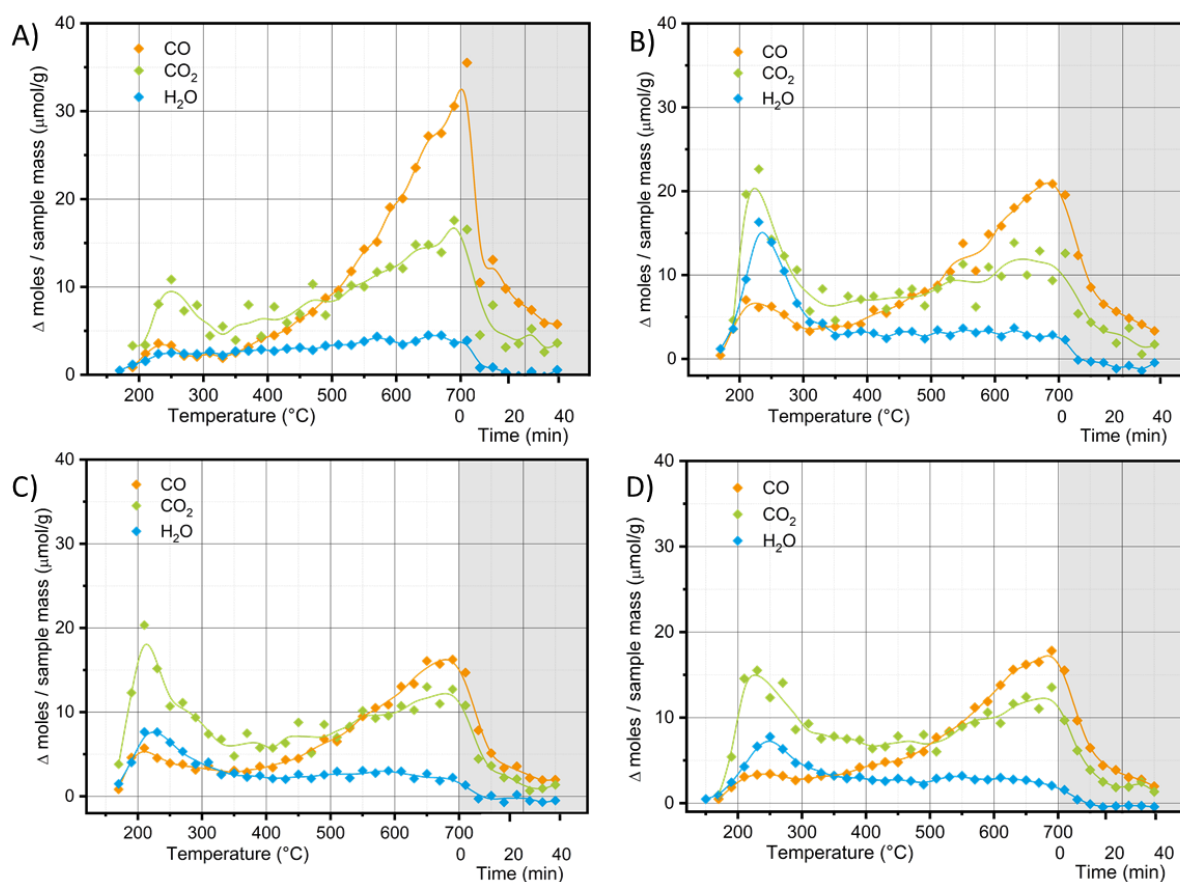 A)
CO
CO₂
H₂O
Δ moles / sample mass (μmol/g)
40
30
20
10
0
200 300 400 500 600 700
Temperature (°C)
0 20 40
Time (min)
B)
CO
CO₂
H₂O
Δ moles / sample mass (μmol/g)
40
30
20
10
0
200 300 400 500 600 700
Temperature (°C)
0 20 40
Time (min)
C)
CO
CO₂
H₂O
Δ moles / sample mass (μmol/g)
40
30
20
10
0
200 300 400 500 600 700
Temperature (°C)
0 20 40
Time (min)
D)
CO
CO₂
H₂O
Δ moles / sample mass (μmol/g)
40
30
20
10
0
200 300 400 500 600 700
Temperature (°C)
0 20 40
Time (min)